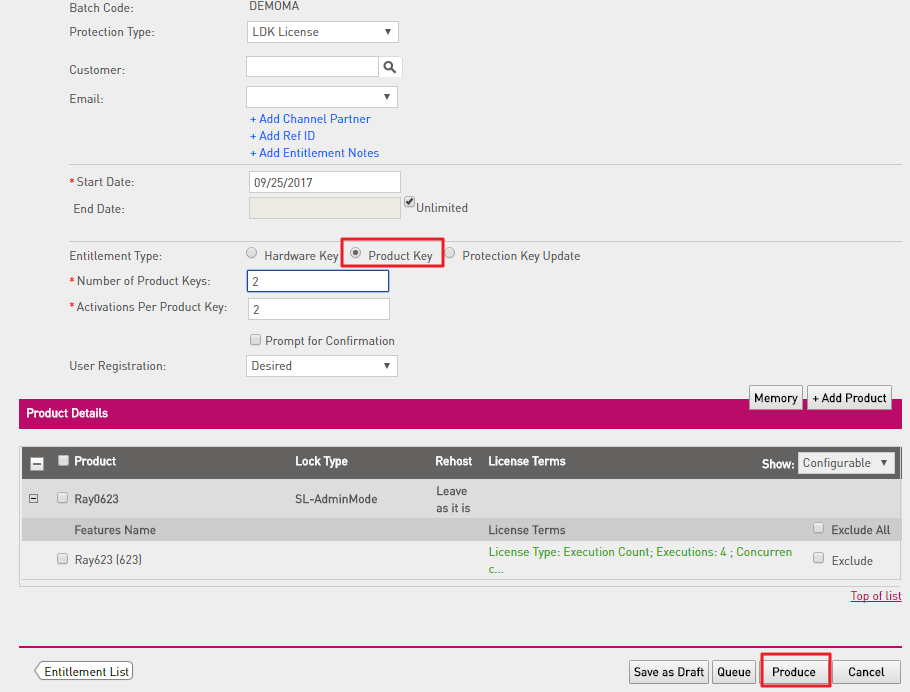 Batch Code: DEMOMA
Protection Type: LDK License
Customer:
Email:
+ Add Channel Partner
+ Add Ref ID
+ Add Entitlement Notes
* Start Date: 09/25/2017
End Date: Unlimited
Entitlement Type: Hardware Key Product Key Protection Key Update
* Number of Product Keys: 2
* Activations Per Product Key: 2
Prompt for Confirmation
User Registration: Desired
Memory + Add Product
Product Details
Product Lock Type Rehost License Terms Show: Configurable
Ray0623 SL-AdminMode Leave
as it is
Features Name License Terms Exclude All
Ray623 (623) License Type: Execution Count; Executions: 4 ; Concurren
c... Exclude
Top of list
Entitlement List Save as Draft Queue Produce Cancel